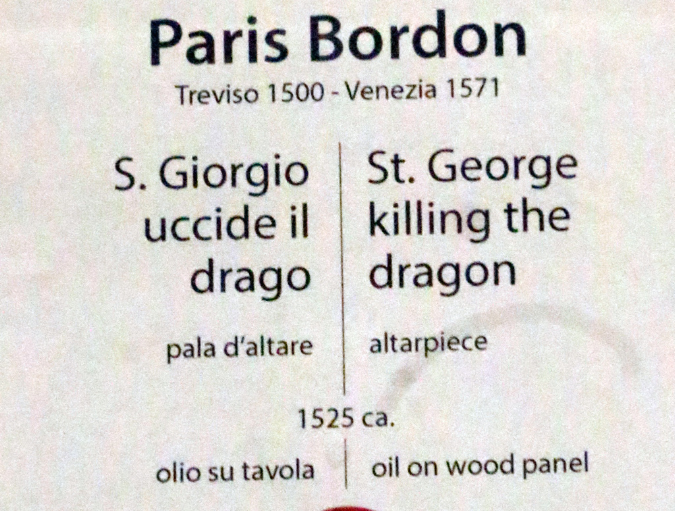 Paris Bordon
Treviso 1500 - Venezia 1571
S. Giorgio
uccide il
drago
pala d'altare
St. George
killing the
dragon
altarpiece
1525 ca.
olio su tavola
oil on wood panel